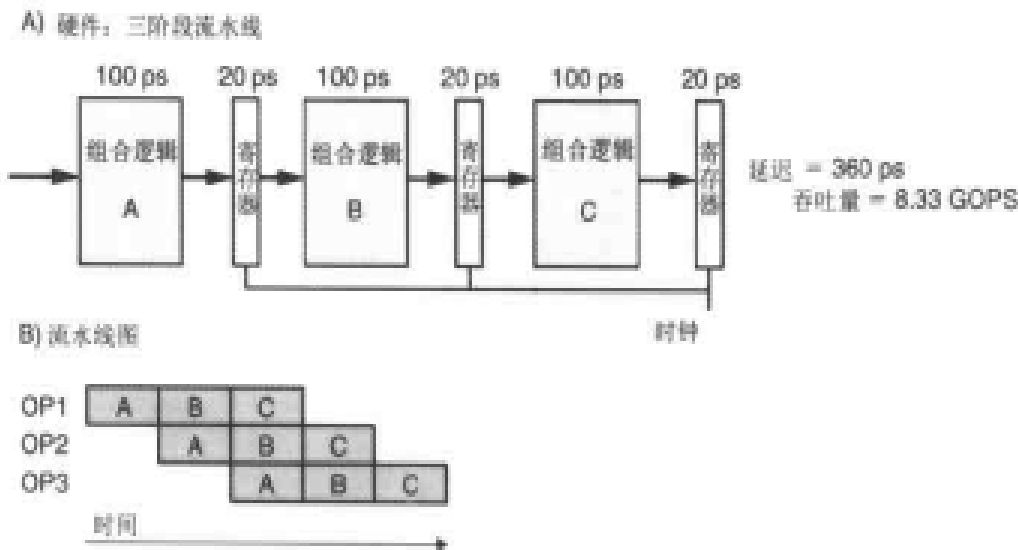 A) 硬件：三阶段流水线
100 ps 20 ps 100 ps 20 ps 100 ps 20 ps
组合逻辑 A
寄存器
组合逻辑 B
寄存器
组合逻辑 C
寄存器
延迟 = 360 ps
吞吐量 = 8.33 GOPS
时钟
B) 流水线图
OP1 A B C
OP2 A B C
OP3 A B C
时间